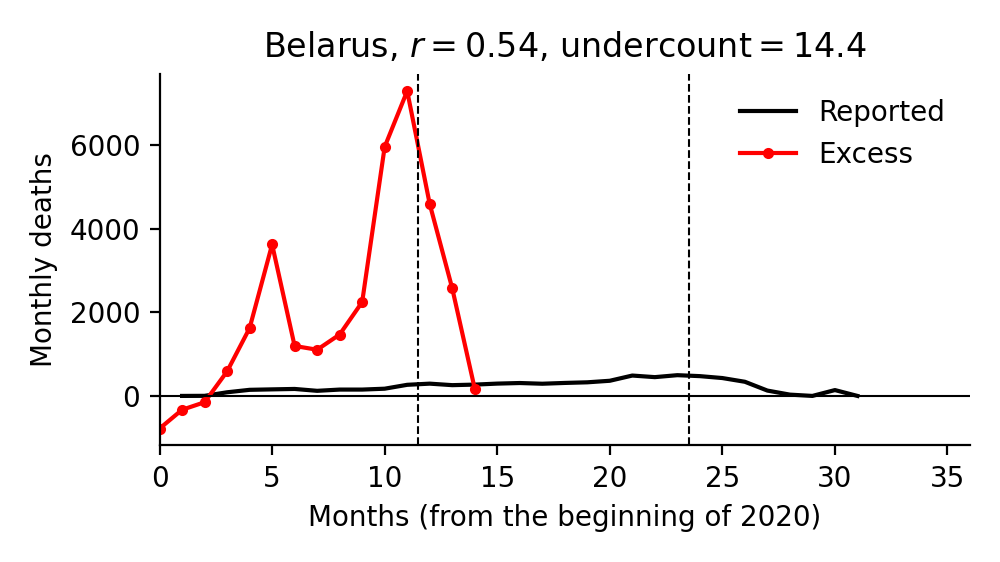 Belarus, r = 0.54, undercount = 14.4
Reported
Excess
Monthly deaths
6000
4000
2000
0
0 5 10 15 20 25 30 35
Months (from the beginning of 2020)